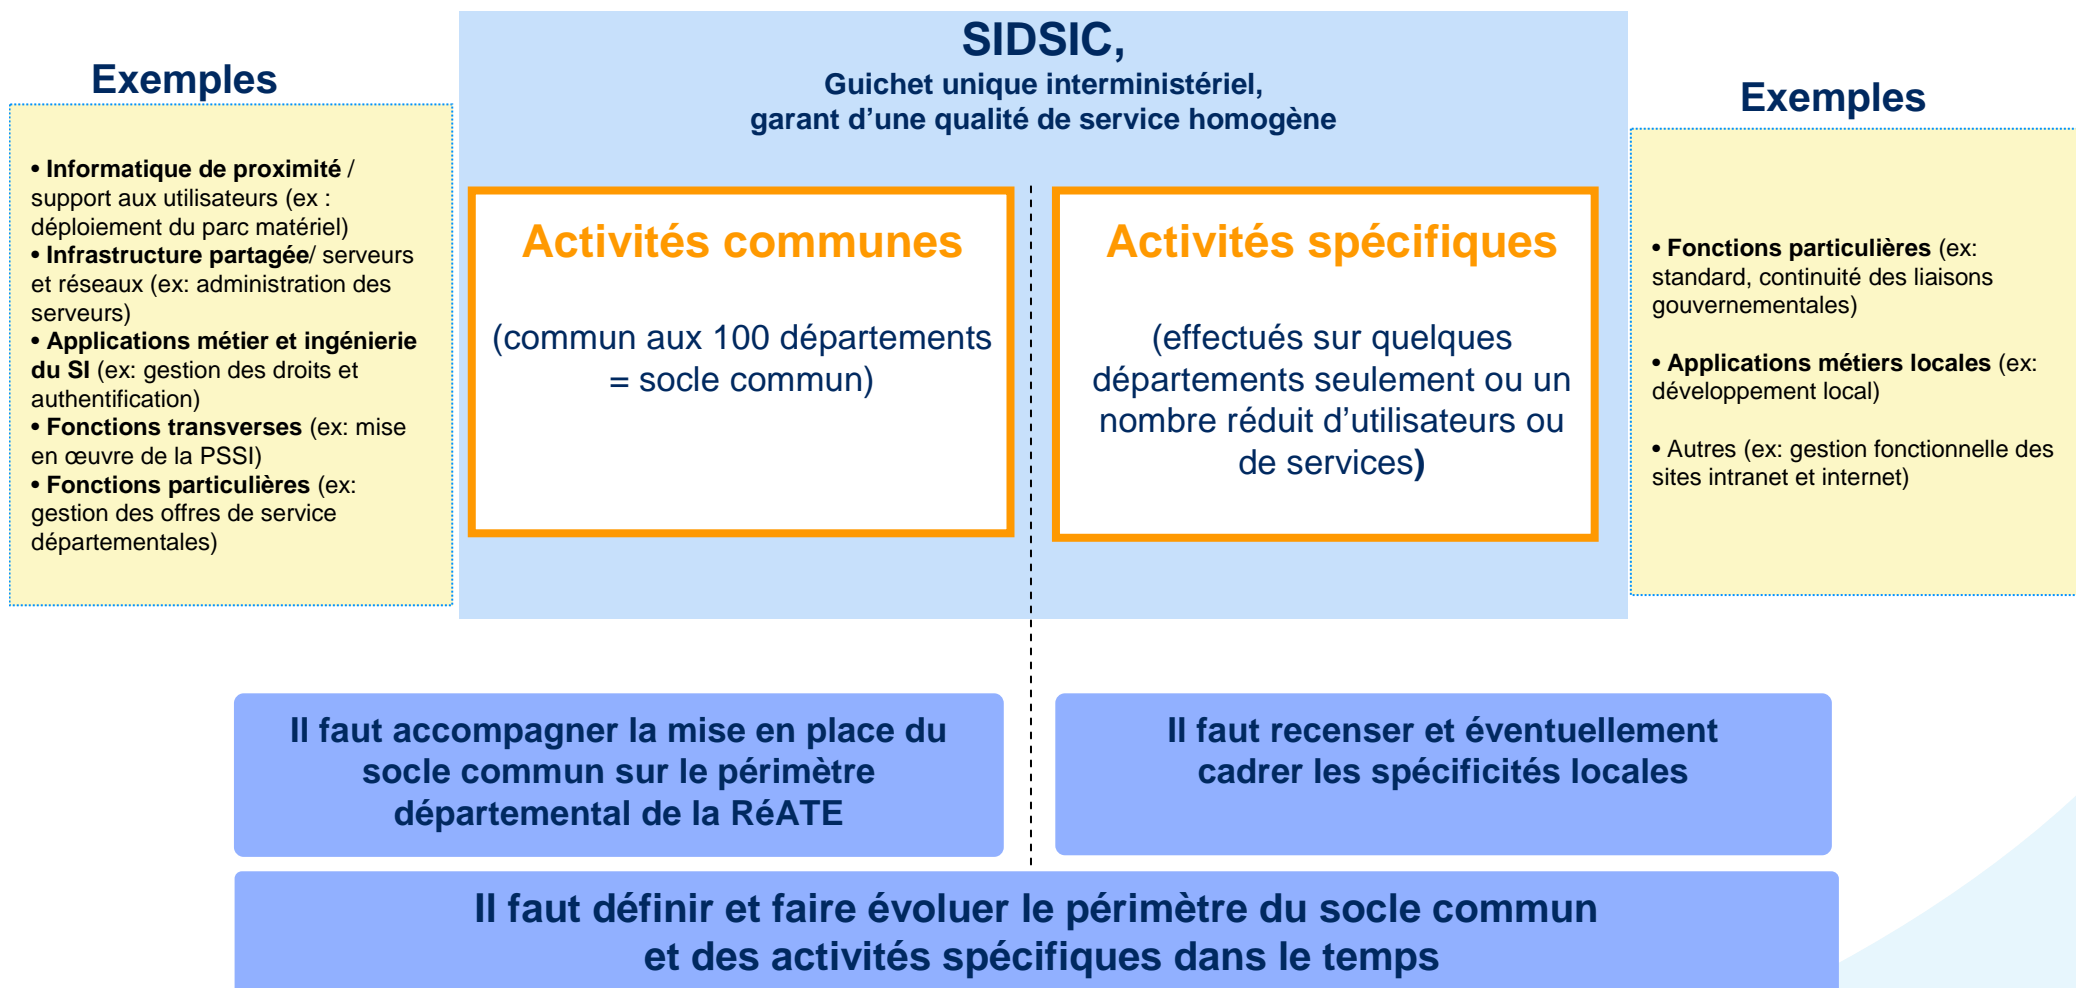 SIDSIC,
Guichet unique interministériel,
garant d'une qualité de service homogène
Exemples
• Informatique de proximité /
support aux utilisateurs (ex :
déploiement du parc matériel)
• Infrastructure partagée/ serveurs
et réseaux (ex: administration des
serveurs)
• Applications métier et ingénierie
du SI (ex: gestion des droits et
authentification)
• Fonctions transverses (ex: mise
en œuvre de la PSSI)
• Fonctions particulières (ex:
gestion des offres de service
départementales)
Activités communes
(commun aux 100 départements
= socle commun)
Activités spécifiques
(effectués sur quelques
départements seulement ou un
nombre réduit d'utilisateurs ou
de services)
Exemples
• Fonctions particulières (ex:
standard, continuité des liaisons
gouvernementales)
• Applications métiers locales (ex:
développement local)
• Autres (ex: gestion fonctionnelle des
sites intranet et internet)
Il faut accompagner la mise en place du
socle commun sur le périmètre
départemental de la RéATE
Il faut recenser et éventuellement
cadrer les spécificités locales
Il faut définir et faire évoluer le périmètre du socle commun
et des activités spécifiques dans le temps